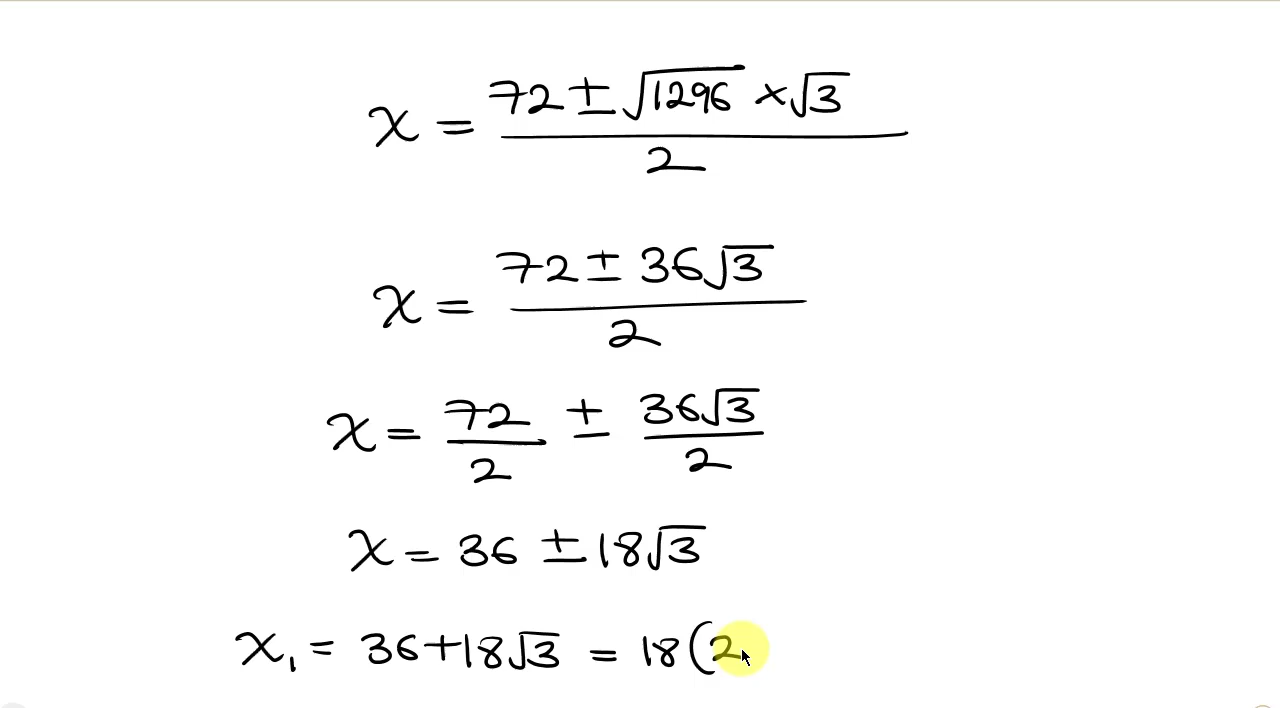 x = (72 ± √1296 × √3) / 2
x = (72 ± 36√3) / 2
x = 72/2 ± 36√3/2
x = 36 ± 18√3
x₁ = 36 + 18√3 = 18(2